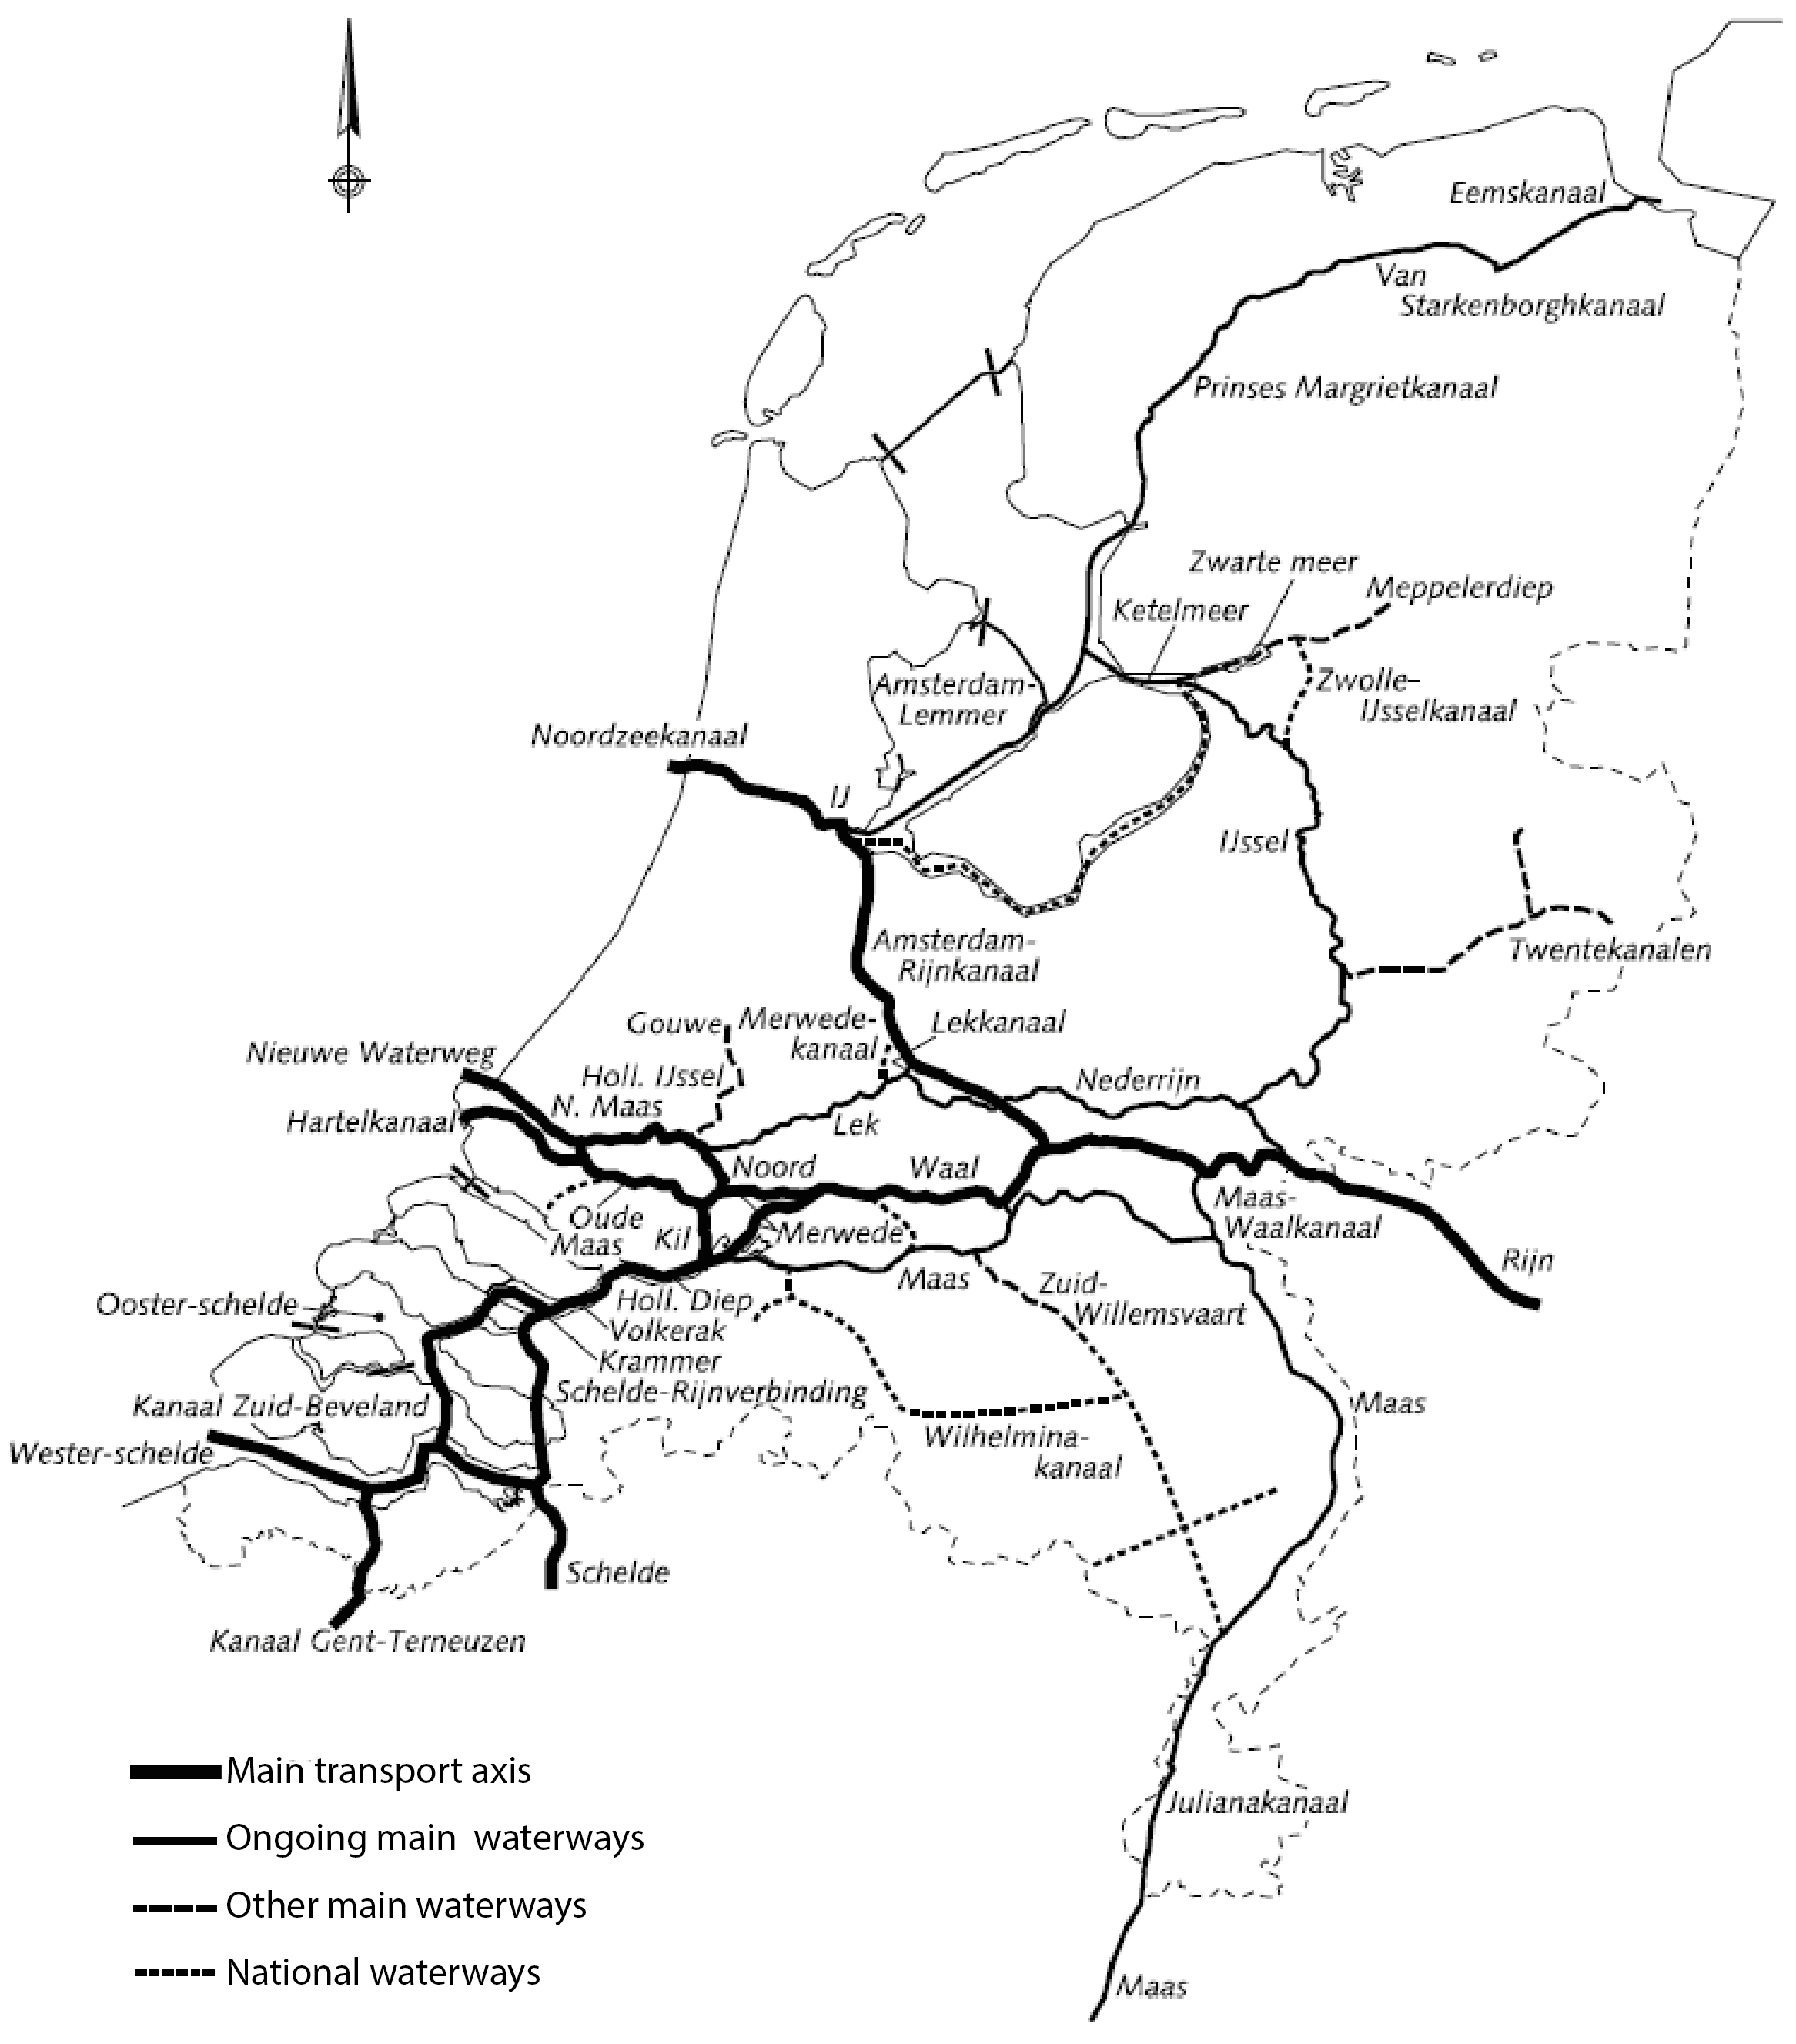 Eemskanaal
Van
Starkenborghkanaal
Prinses Margrietkanaal
Zwarte meer
Meppelerdiep
Ketelmeer
Zwolle-
IJsselkanaal
Amsterdam-
Lemmer
Noordzeekanaal
IJ
IJssel
Twentekanalen
Amsterdam-
Rijnkanaal
Gouwe
Merwede-
kanaal
Lekkanaal
Nieuwe Waterweg
Holl. IJssel
N. Maas
Nederrijn
Hartelkanaal
Lek
Noord
Waal
Maas-
Waalkanaal
Oude
Maas
Kil
Merwede
Rijn
Maas
Zuid-
Willemsvaart
Ooster-schelde
Holl. Diep
Volkerak
Krammer
Schelde-Rijnverbinding
Kanaal Zuid-Beveland
Maas
Wester-schelde
Wilhelmina-
kanaal
Schelde
Kanaal Gent-Terneuzen
Julianakanaal
Maas
Main transport axis
Ongoing main waterways
Other main waterways
National waterways